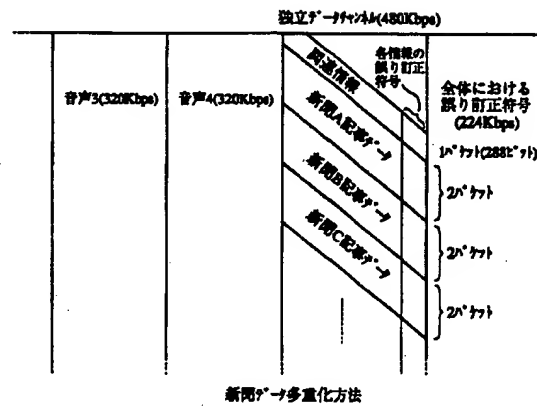 独立ﾃﾞｰﾀﾁｬﾝﾈﾙ(480Kbps)
音声3(320Kbps)
音声4(320Kbps)
関連情報
各情報の
誤り訂正
符号
新聞A記事ﾃﾞｰﾀ
新聞B記事ﾃﾞｰﾀ
新聞C記事ﾃﾞｰﾀ
全体における
誤り訂正符号
(224Kbps)
1ﾊﾟｹｯﾄ(288ﾋﾞｯﾄ)
2ﾊﾟｹｯﾄ
2ﾊﾟｹｯﾄ
2ﾊﾟｹｯﾄ
新聞ﾃﾞｰﾀ多重化方法